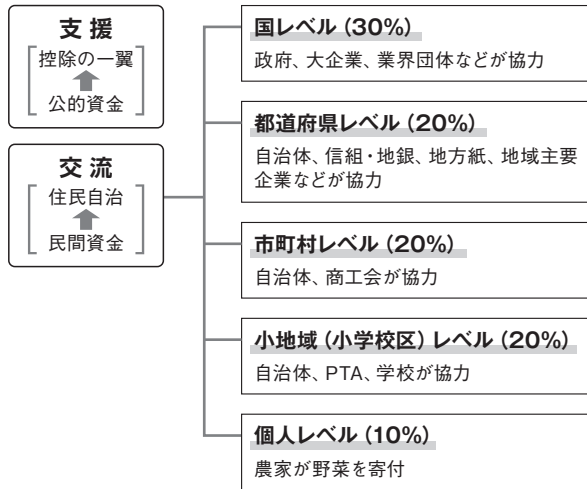 支援
控除の一翼
公的資金
交流
住民自治
民間資金
国レベル（30%）
政府、大企業、業界団体などが協力
都道府県レベル（20%）
自治体、信組・地銀、地方紙、地域主要
企業などが協力
市町村レベル（20%）
自治体、商工会が協力
小地域（小学校区）レベル（20%）
自治体、PTA、学校が協力
個人レベル（10%）
農家が野菜を寄付